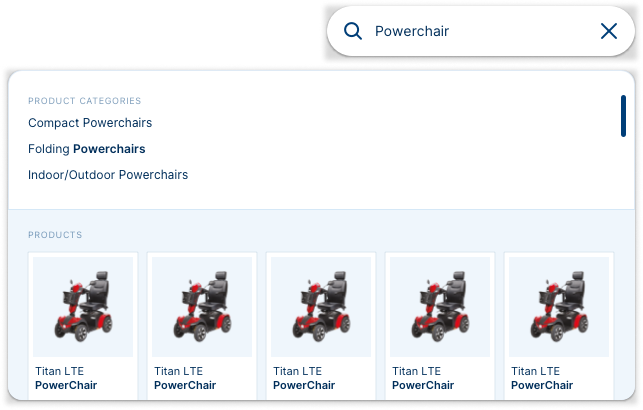 Powerchair
PRODUCT CATEGORIES
Compact Powerchairs
Folding Powerchairs
Indoor/Outdoor Powerchairs
PRODUCTS
Titan LTE
PowerChair
Titan LTE
PowerChair
Titan LTE
PowerChair
Titan LTE
PowerChair
Titan LTE
PowerChair